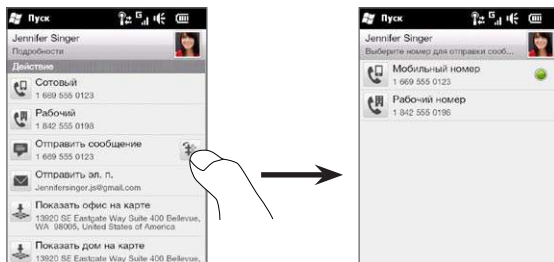 Пуск
Jennifer Singer
Подробности
Действие
Сотовый
1 669 555 0123
Рабочий
1 842 555 0198
Отправить сообщение
1 669 555 0123
Отправить эл. п.
Jennifersinger.js@gmail.com
Показать офис на карте
13920 SE Eastgate Way Suite 400 Bellevue,
WA 98005, United States of America
Показать дом на карте
13920 SE Eastgate Way Suite 400 Bellevue,
Пуск
Jennifer Singer
Выберите номер для отправки сооб...
Мобильный номер
1 669 555 0123
Рабочий номер
1 842 555 0196